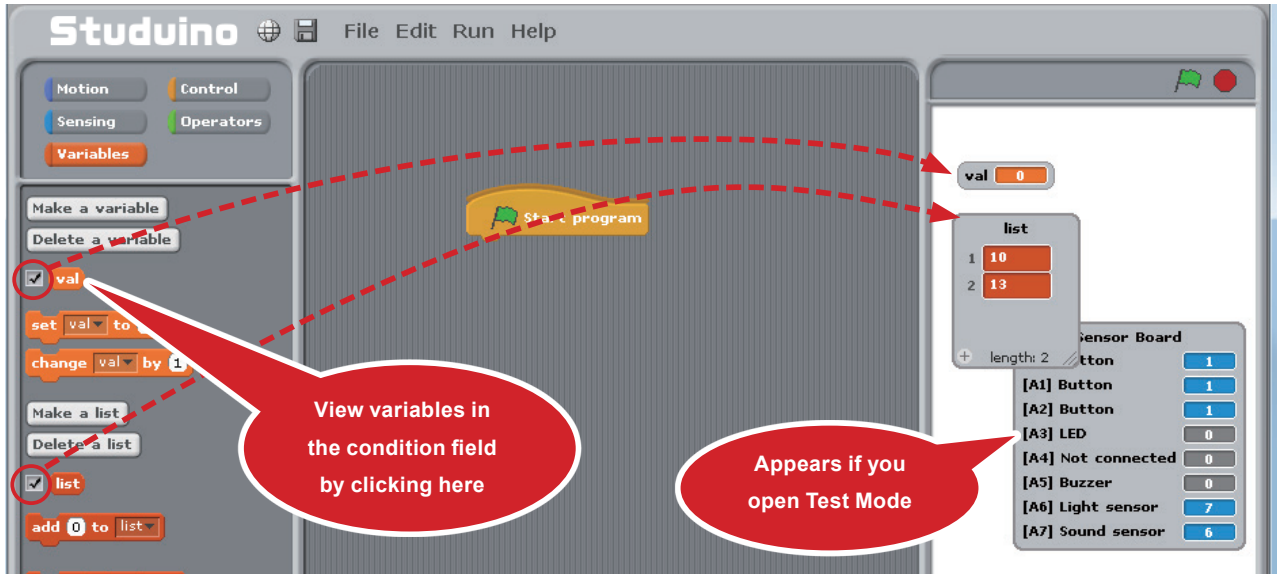 Studuino File Edit Run Help
Motion Control
Sensing Operators
Variables
Make a variable
Delete a variable
val
set val to
change val by 1
Make a list
Delete a list
list
add 0 to list
Start program
View variables in
the condition field
by clicking here
val 0
list
1 10
2 13
+ length: 2
Sensor Board
1
[A1] Button 1
[A2] Button 1
[A3] LED 0
[A4] Not connected 0
[A5] Buzzer 0
[A6] Light sensor 7
[A7] Sound sensor 6
Appears if you
open Test Mode